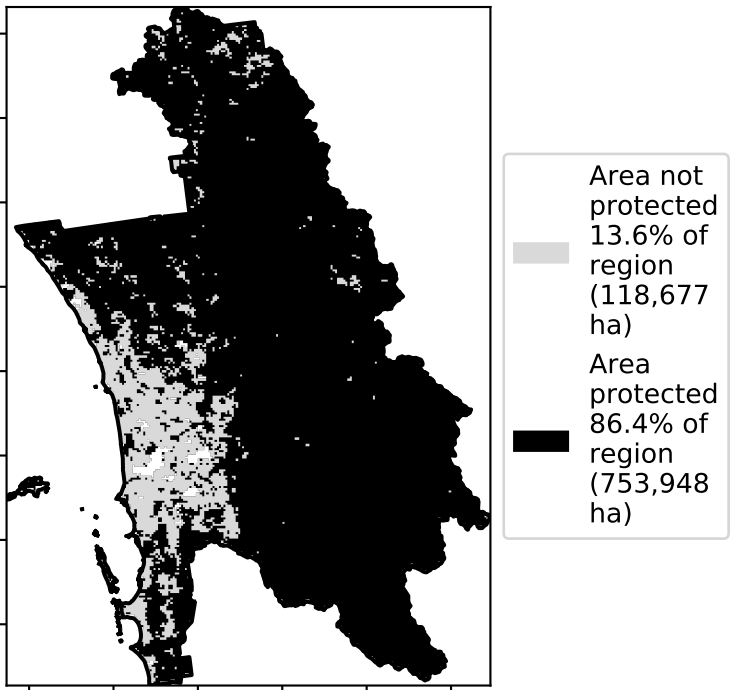 Area not
protected
13.6% of
region
(118,677
ha)
Area
protected
86.4% of
region
(753,948
ha)